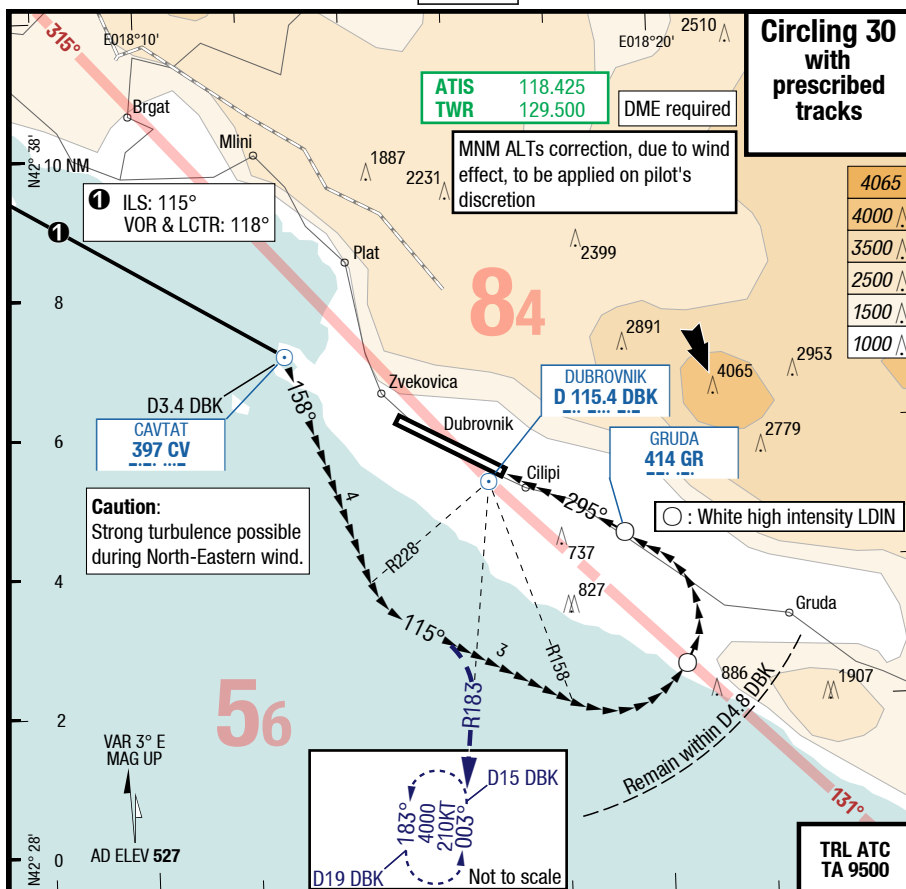 315°
E018°10'
E018°20'
2510
Circling 30
with
prescribed
tracks
ATIS 118.425
TWR 129.500
DME required
Brgat
Mlini
N42° 38'
10 NM
1887
2231
MNM ALTs correction, due to wind
effect, to be applied on pilot's
discretion
1 ILS: 115°
VOR & LCTR: 118°
1
2399
4065
4000
3500
2500
1500
1000
Plat
8
84
2891
4065
2953
Zvekovica
D3.4 DBK
CAVTAT
397 CV
158°
Dubrovnik
DUBROVNIK
D 115.4 DBK
GRUDA
414 GR
2779
6
Cilipi
295°
Caution:
Strong turbulence possible
during North-Eastern wind.
4
: White high intensity LDIN
R228
737
827
4
Gruda
115°
3
R158
R183
886
1907
56
2
Remain within D4.8 DBK
VAR 3° E
MAG UP
AD ELEV 527
D15 DBK
183°
4000
210KT
003°
D19 DBK
Not to scale
131°
N42° 28'
0
TRL ATC
TA 9500